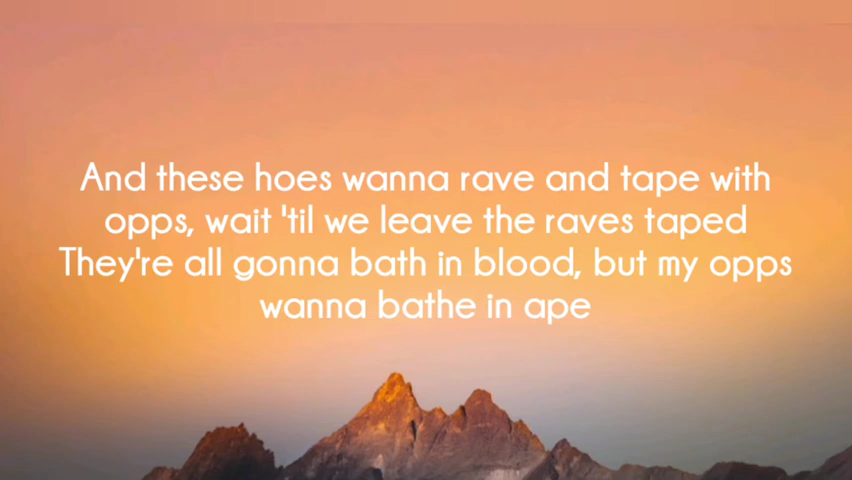 And these hoes wanna rave and tape with
opps, wait 'til we leave the raves taped
They're all gonna bath in blood, but my opps
wanna bathe in ape